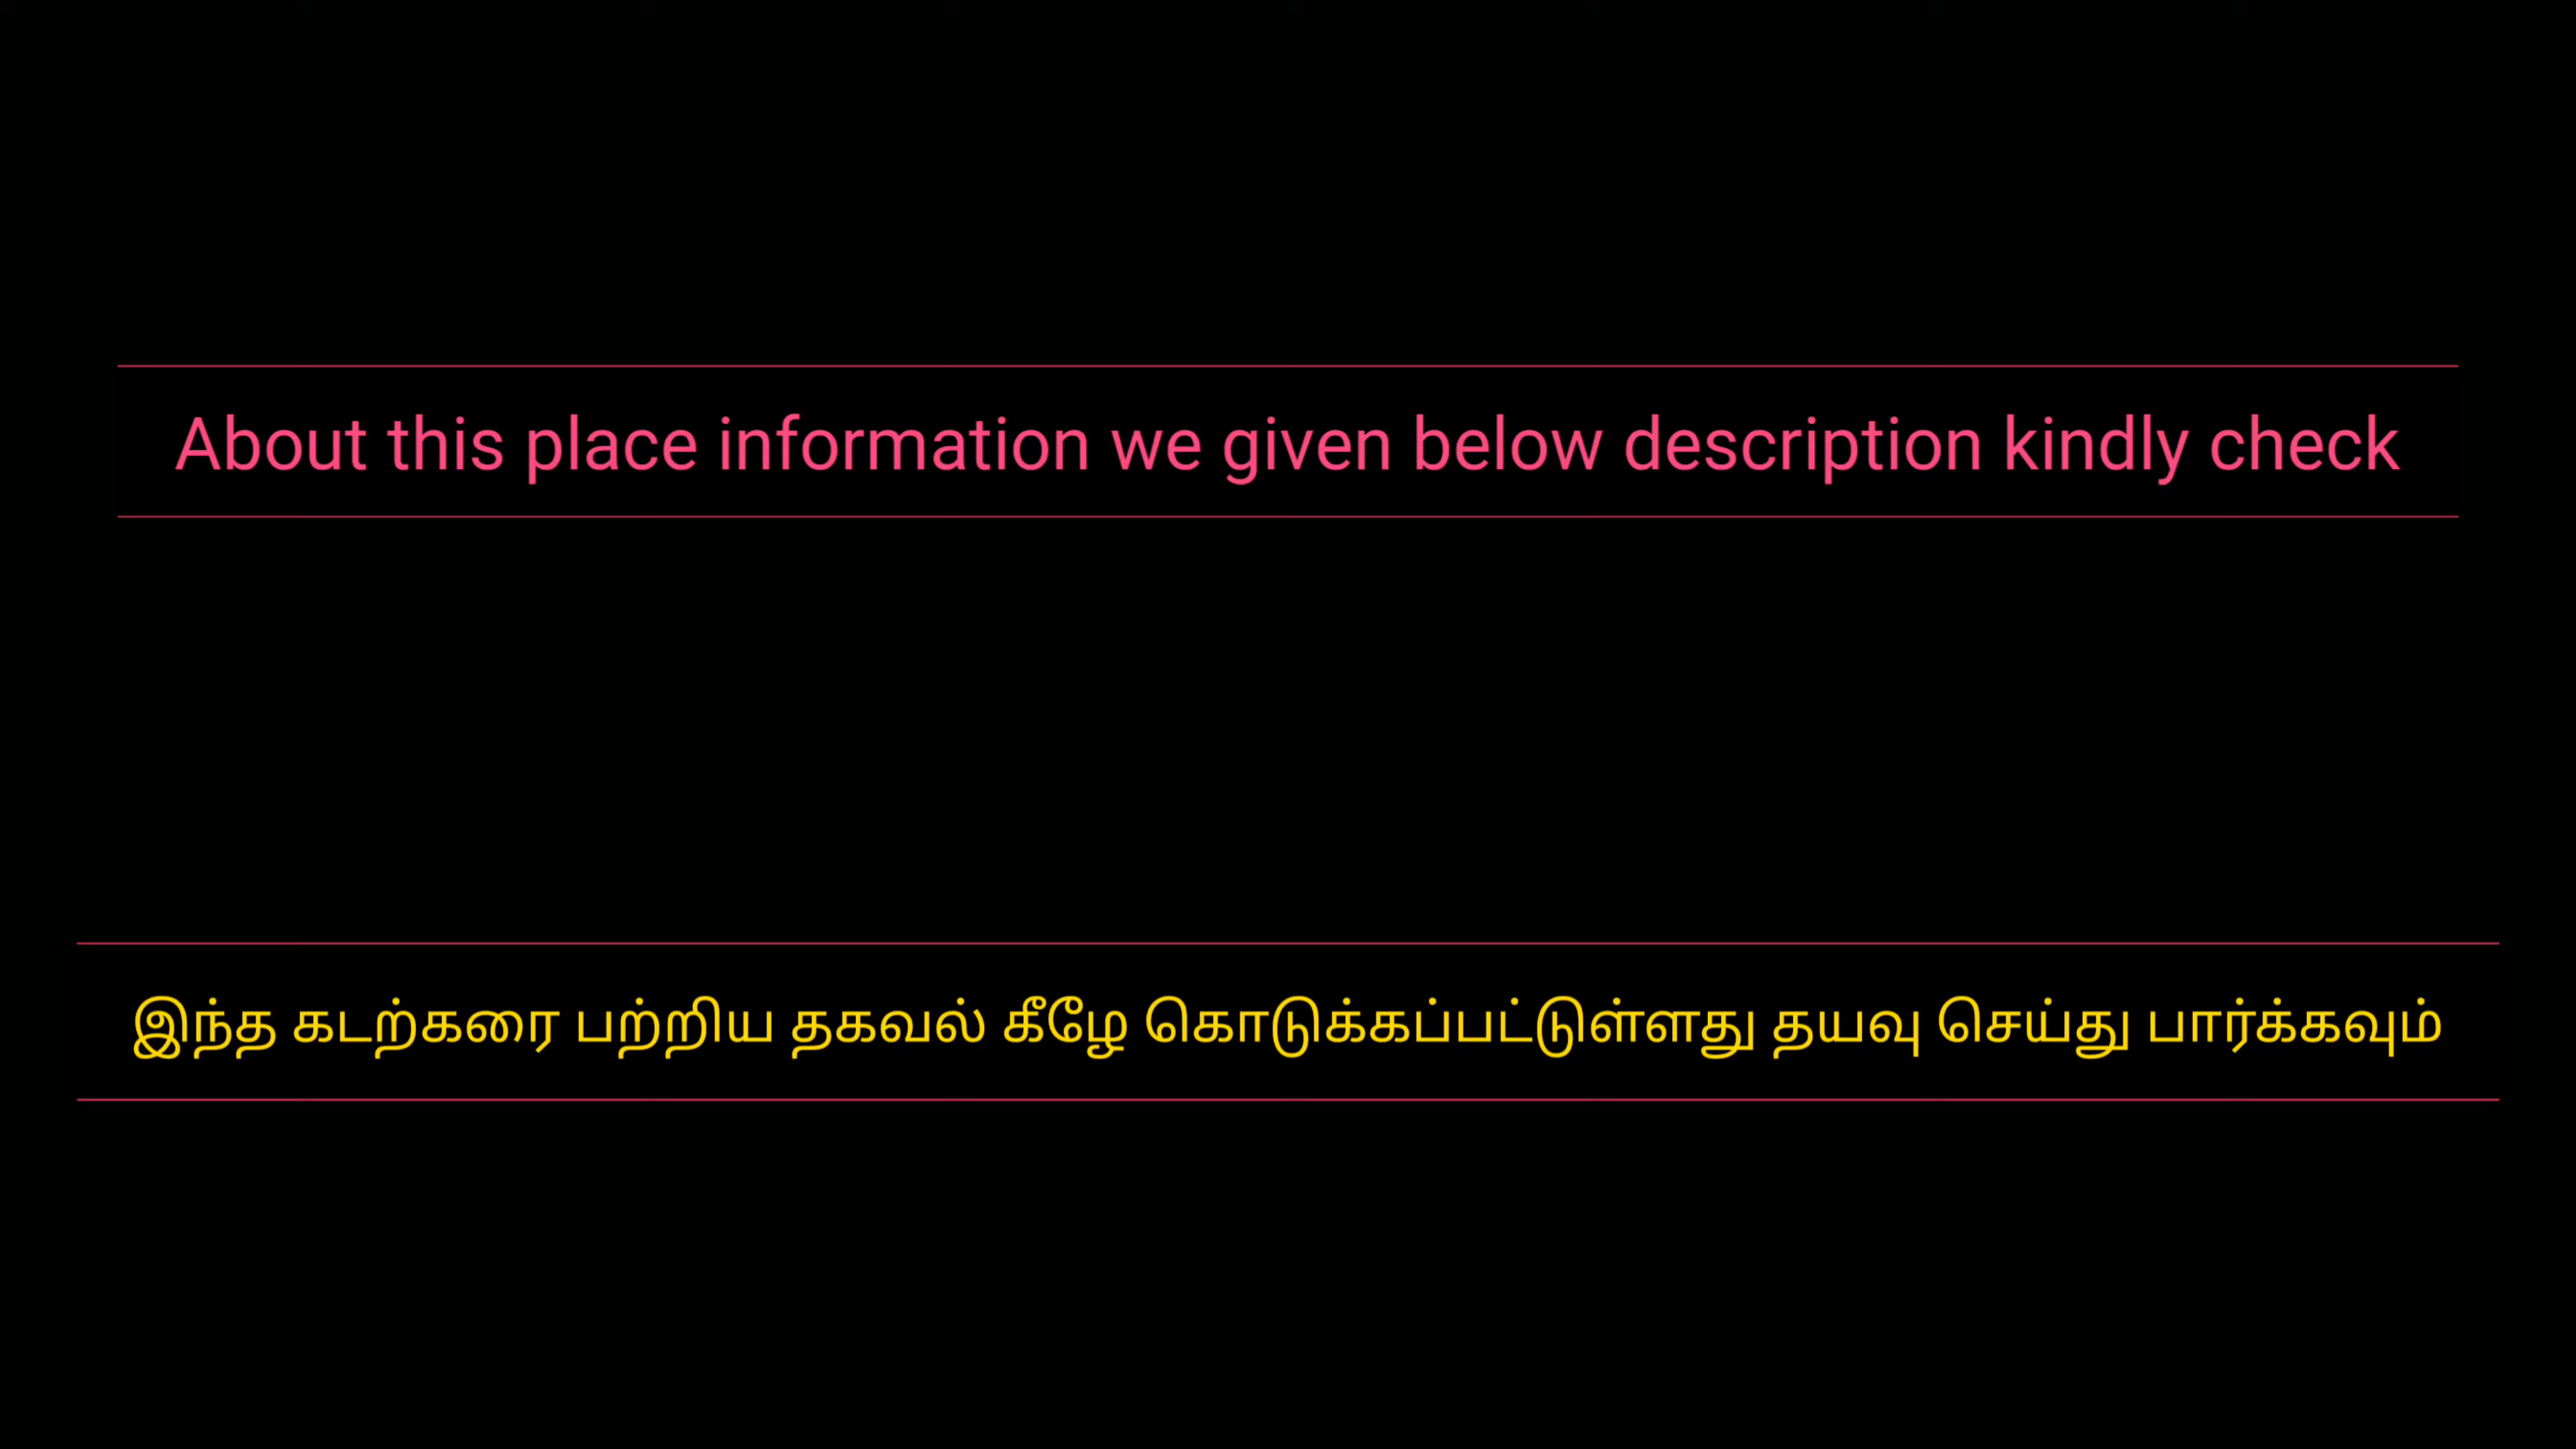 About this place information we given below description kindly check
இந்த கடற்கரை பற்றிய தகவல் கீழே கொடுக்கப்பட்டுள்ளது தயவு செய்து பார்க்கவும்